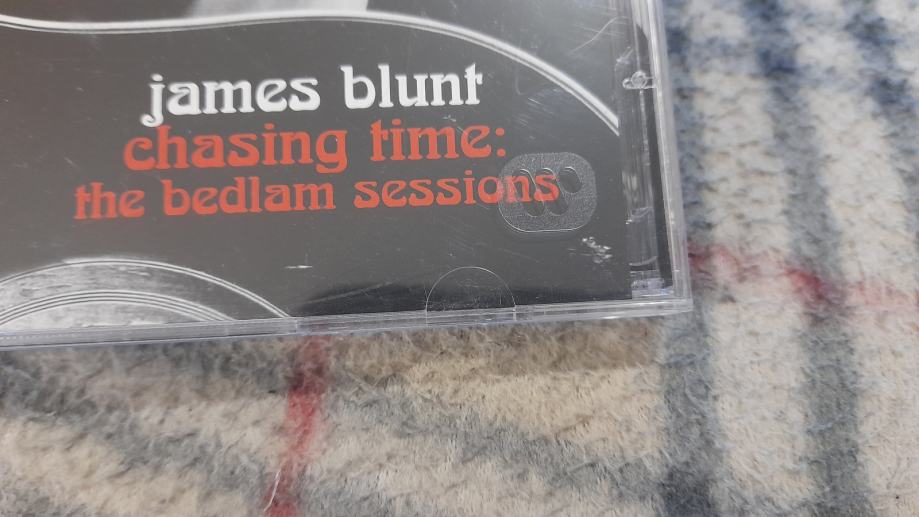 james blunt
chasing time:
the bedlam sessions